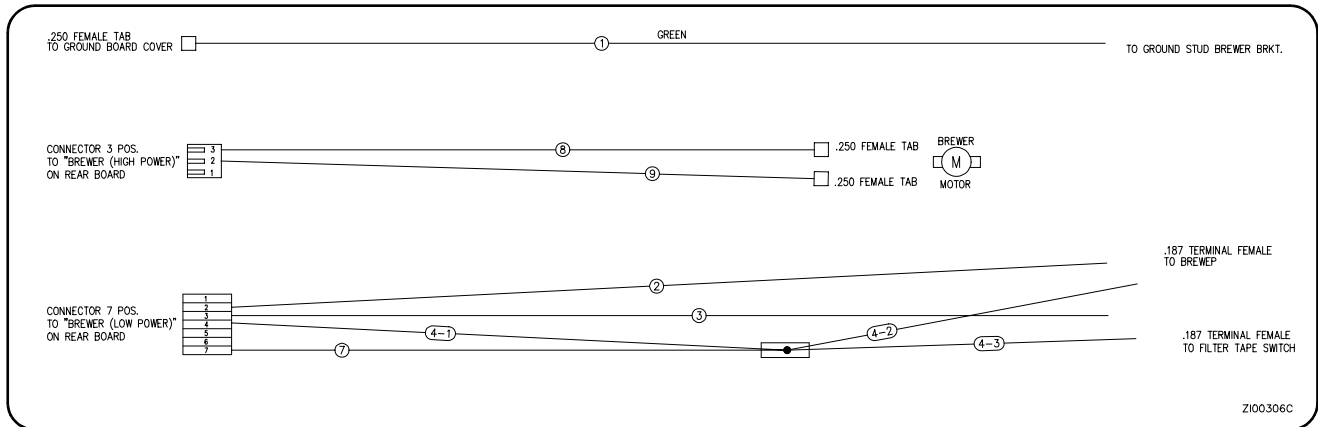 .250 FEMALE TAB
TO GROUND BOARD COVER
1
GREEN
TO GROUND STUD BREWER BRKT.
CONNECTOR 3 POS.
TO "BREWER (HIGH POWER)"
ON REAR BOARD
3
2
1
8
9
.250 FEMALE TAB
.250 FEMALE TAB
BREWER
M
MOTOR
CONNECTOR 7 POS.
TO "BREWER (LOW POWER)"
ON REAR BOARD
1
2
3
4
5
6
7
2
3
4-1
7
4-2
4-3
.187 TERMINAL FEMALE
TO BREWEP
.187 TERMINAL FEMALE
TO FILTER TAPE SWITCH
ZI00306C